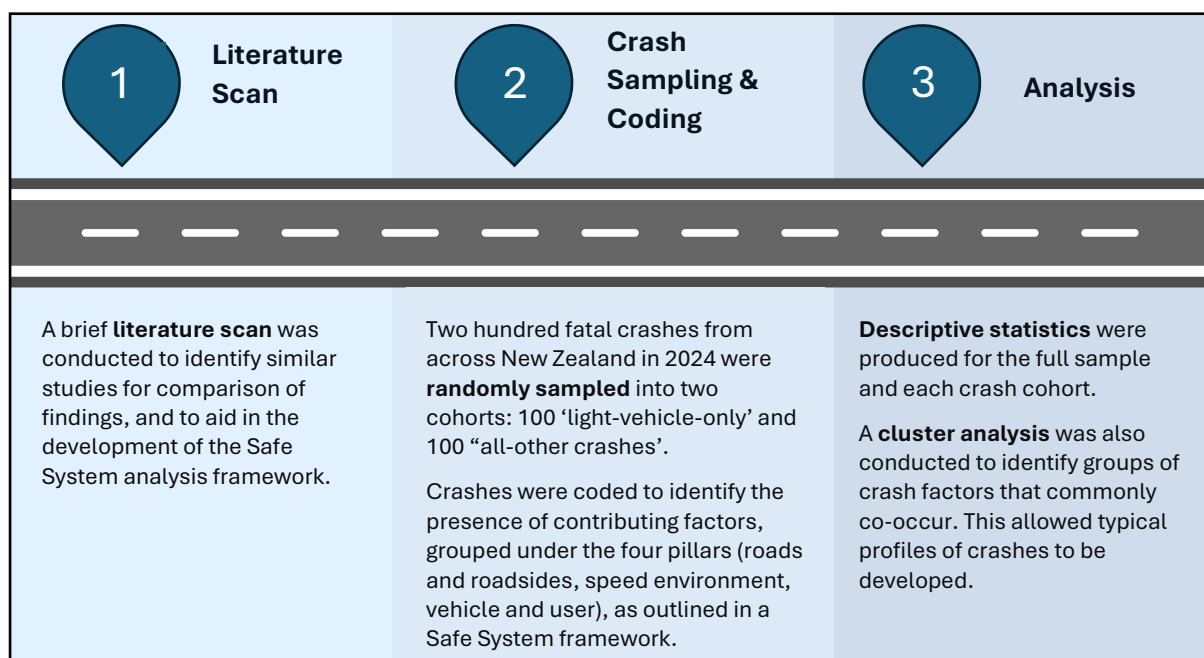 1
Literature
Scan
2
Crash
Sampling &
Coding
3
Analysis
A brief literature scan was
conducted to identify similar
studies for comparison of
findings, and to aid in the
development of the Safe
System analysis framework.
Two hundred fatal crashes from
across New Zealand in 2024 were
randomly sampled into two
cohorts: 100 ‘light-vehicle-only’ and
100 “all-other crashes’.
Crashes were coded to identify the
presence of contributing factors,
grouped under the four pillars (roads
and roadsides, speed environment,
vehicle and user), as outlined in a
Safe System framework.
Descriptive statistics were
produced for the full sample
and each crash cohort.
A cluster analysis was also
conducted to identify groups of
crash factors that commonly
co-occur. This allowed typical
profiles of crashes to be
developed.